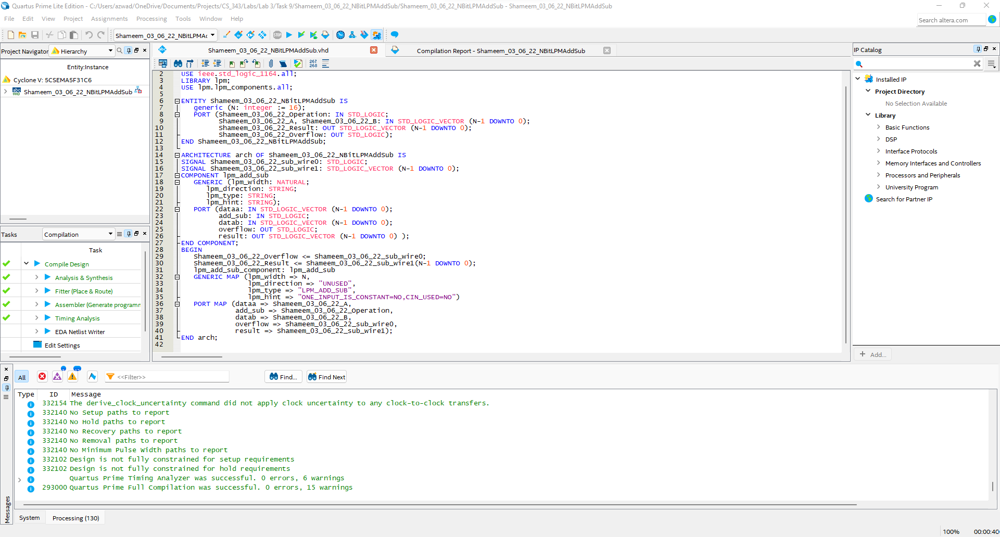 Quartus Prime Lite Edition - C:/Users/azwad/OneDrive/Documents/Projects/CS_343/Labs/Lab 3/Task 9/Shameem_03_06_22_NBitLPMAddSub/Shameem_03_06_22_NBitLPMAddSub - Shameem_03_06_22_NBitLPMAddSub
File Edit View Project Assignments Processing Tools Window Help
Search altera.com
Shameem_03_06_22_NBitLPMAc
Project Navigator Hierarchy
Entity:Instance
Cyclone V: 5CSEMA5F31C6
abc VHD Shameem_03_06_22_NBitLPMAddSub
Tasks Compilation
Task
Compile Design
Analysis & Synthesis
Fitter (Place & Route)
Assembler (Generate programm
Timing Analysis
EDA Netlist Writer
Edit Settings
abc Shameem_03_06_22_NBitLPMAddSub.vhd
Compilation Report - Shameem_03_06_22_NBitLPMAddSub
267 268
2 USE ieee.std_logic_1164.all;
3 LIBRARY lpm;
4 USE lpm.lpm_components.all;
5
6 ENTITY Shameem_03_06_22_NBitLPMAddSub IS
7 generic (N: integer := 16);
8 PORT (Shameem_03_06_22_Operation: IN STD_LOGIC;
9 Shameem_03_06_22_A, Shameem_03_06_22_B: IN STD_LOGIC_VECTOR (N-1 DOWNTO 0);
10 Shameem_03_06_22_Result: OUT STD_LOGIC_VECTOR (N-1 DOWNTO 0);
11 Shameem_03_06_22_Overflow: OUT STD_LOGIC);
12 END Shameem_03_06_22_NBitLPMAddSub;
13
14 ARCHITECTURE arch OF Shameem_03_06_22_NBitLPMAddSub IS
15 SIGNAL Shameem_03_06_22_sub_wire0: STD_LOGIC;
16 SIGNAL Shameem_03_06_22_sub_wire1: STD_LOGIC_VECTOR (N-1 DOWNTO 0);
17 COMPONENT lpm_add_sub
18 GENERIC (lpm_width: NATURAL;
19 lpm_direction: STRING;
20 lpm_type: STRING;
21 lpm_hint: STRING);
22 PORT (dataa: IN STD_LOGIC_VECTOR (N-1 DOWNTO 0);
23 add_sub: IN STD_LOGIC;
24 datab: IN STD_LOGIC_VECTOR (N-1 DOWNTO 0);
25 overflow: OUT STD_LOGIC;
26 result: OUT STD_LOGIC_VECTOR (N-1 DOWNTO 0) );
27 END COMPONENT;
28 BEGIN
29 Shameem_03_06_22_Overflow <= Shameem_03_06_22_sub_wire0;
30 Shameem_03_06_22_Result <= Shameem_03_06_22_sub_wire1(N-1 DOWNTO 0);
31 lpm_add_sub_component: lpm_add_sub
32 GENERIC MAP (lpm_width => N,
33 lpm_direction => "UNUSED",
34 lpm_type => "LPM_ADD_SUB",
35 lpm_hint => "ONE_INPUT_IS_CONSTANT=NO,CIN_USED=NO")
36 PORT MAP (dataa => Shameem_03_06_22_A,
37 add_sub => Shameem_03_06_22_Operation,
38 datab => Shameem_03_06_22_B,
39 overflow => Shameem_03_06_22_sub_wire0,
40 result => Shameem_03_06_22_sub_wire1);
41 END arch;
42
IP Catalog
Installed IP
Project Directory
No Selection Available
Library
Basic Functions
DSP
Interface Protocols
Memory Interfaces and Controllers
Processors and Peripherals
University Program
Search for Partner IP
+ Add...
All <<Filter>> Find... Find Next
Type ID Message
332154 The derive_clock_uncertainty command did not apply clock uncertainty to any clock-to-clock transfers.
332140 No Setup paths to report
332140 No Hold paths to report
332140 No Recovery paths to report
332140 No Removal paths to report
332140 No Minimum Pulse Width paths to report
332102 Design is not fully constrained for setup requirements
332102 Design is not fully constrained for hold requirements
Quartus Prime Timing Analyzer was successful. 0 errors, 6 warnings
293000 Quartus Prime Full Compilation was successful. 0 errors, 15 warnings
Messages
System Processing (130)
100% 00:00:40